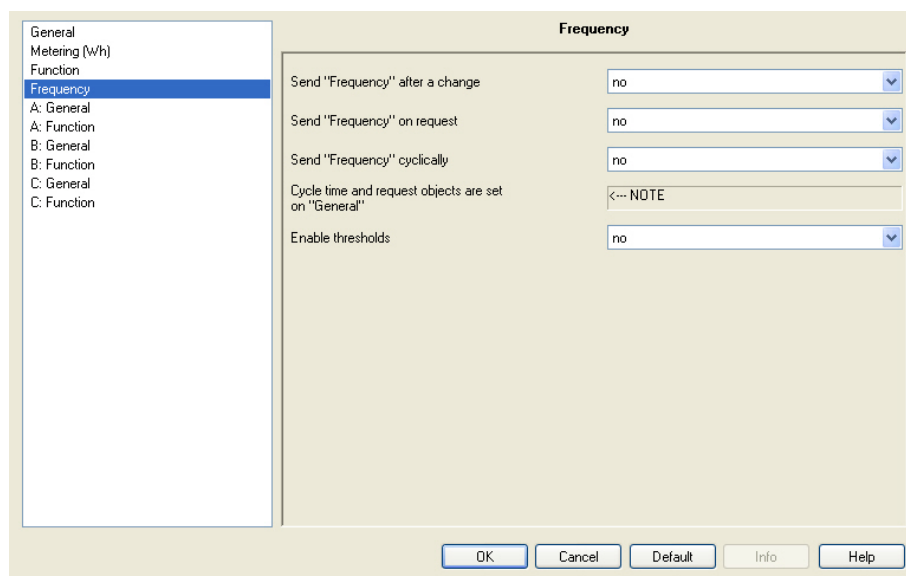 General
Metering (Wh)
Function
Frequency
A: General
A: Function
B: General
B: Function
C: General
C: Function
Frequency
Send "Frequency" after a change
no
Send "Frequency" on request
no
Send "Frequency" cyclically
no
Cycle time and request objects are set
on "General"
<--- NOTE
Enable thresholds
no
OK
Cancel
Default
Info
Help